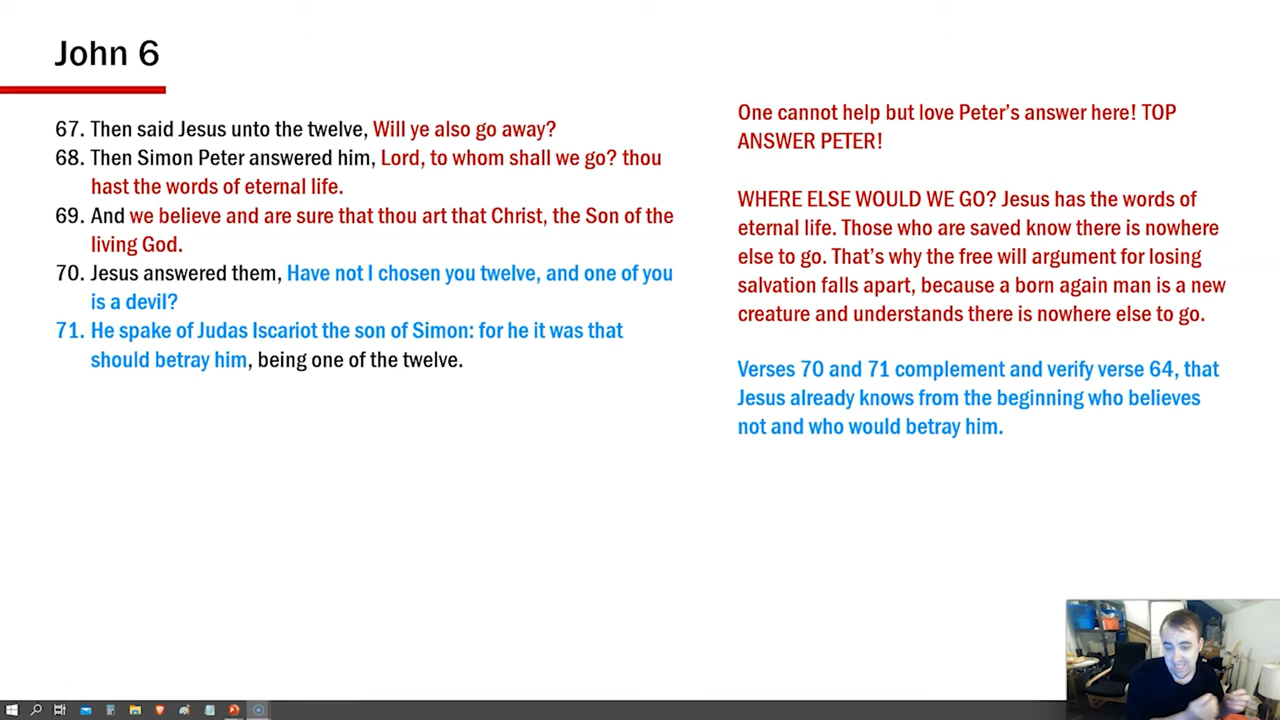 John 6
67. Then said Jesus unto the twelve, Will ye also go away?
68. Then Simon Peter answered him, Lord, to whom shall we go? thou
hast the words of eternal life.
69. And we believe and are sure that thou art that Christ, the Son of the
living God.
70. Jesus answered them, Have not I chosen you twelve, and one of you
is a devil?
71. He spake of Judas Iscariot the son of Simon: for he it was that
should betray him, being one of the twelve.
One cannot help but love Peter’s answer here! TOP
ANSWER PETER!
WHERE ELSE WOULD WE GO? Jesus has the words of
eternal life. Those who are saved know there is nowhere
else to go. That’s why the free will argument for losing
salvation falls apart, because a born again man is a new
creature and understands there is nowhere else to go.
Verses 70 and 71 complement and verify verse 64, that
Jesus already knows from the beginning who believes
not and who would betray him.